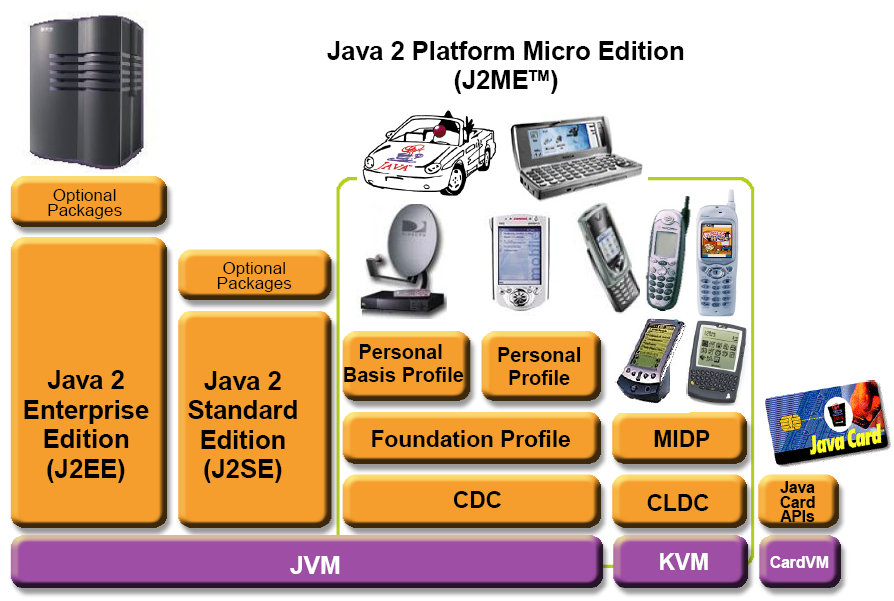 Java 2 Platform Micro Edition
(J2ME™)
JAVA
DIRECTV
Optional
Packages
Optional
Packages
Java 2
Enterprise
Edition
(J2EE)
Java 2
Standard
Edition
(J2SE)
Personal
Basis Profile
Personal
Profile
Foundation Profile
MIDP
CDC
CLDC
Java Card
Java
Card
APIs
JVM
KVM
CardVM